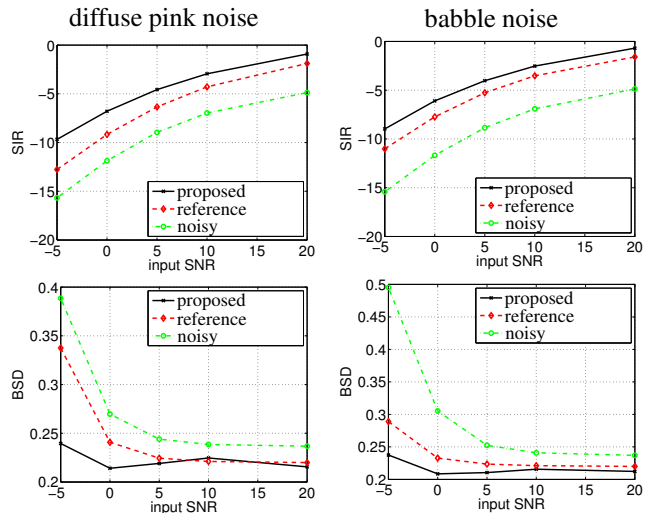 diffuse pink noise
babble noise
0
−5
−10
−15
−20
SIR
−5 0 5 10 15 20
input SNR
proposed
reference
noisy
0
−5
−10
−15
−20
SIR
−5 0 5 10 15 20
input SNR
proposed
reference
noisy
0.4
0.35
0.3
0.25
0.2
BSD
−5 0 5 10 15 20
input SNR
proposed
reference
noisy
0.5
0.45
0.4
0.35
0.3
0.25
0.2
BSD
−5 0 5 10 15 20
input SNR
proposed
reference
noisy